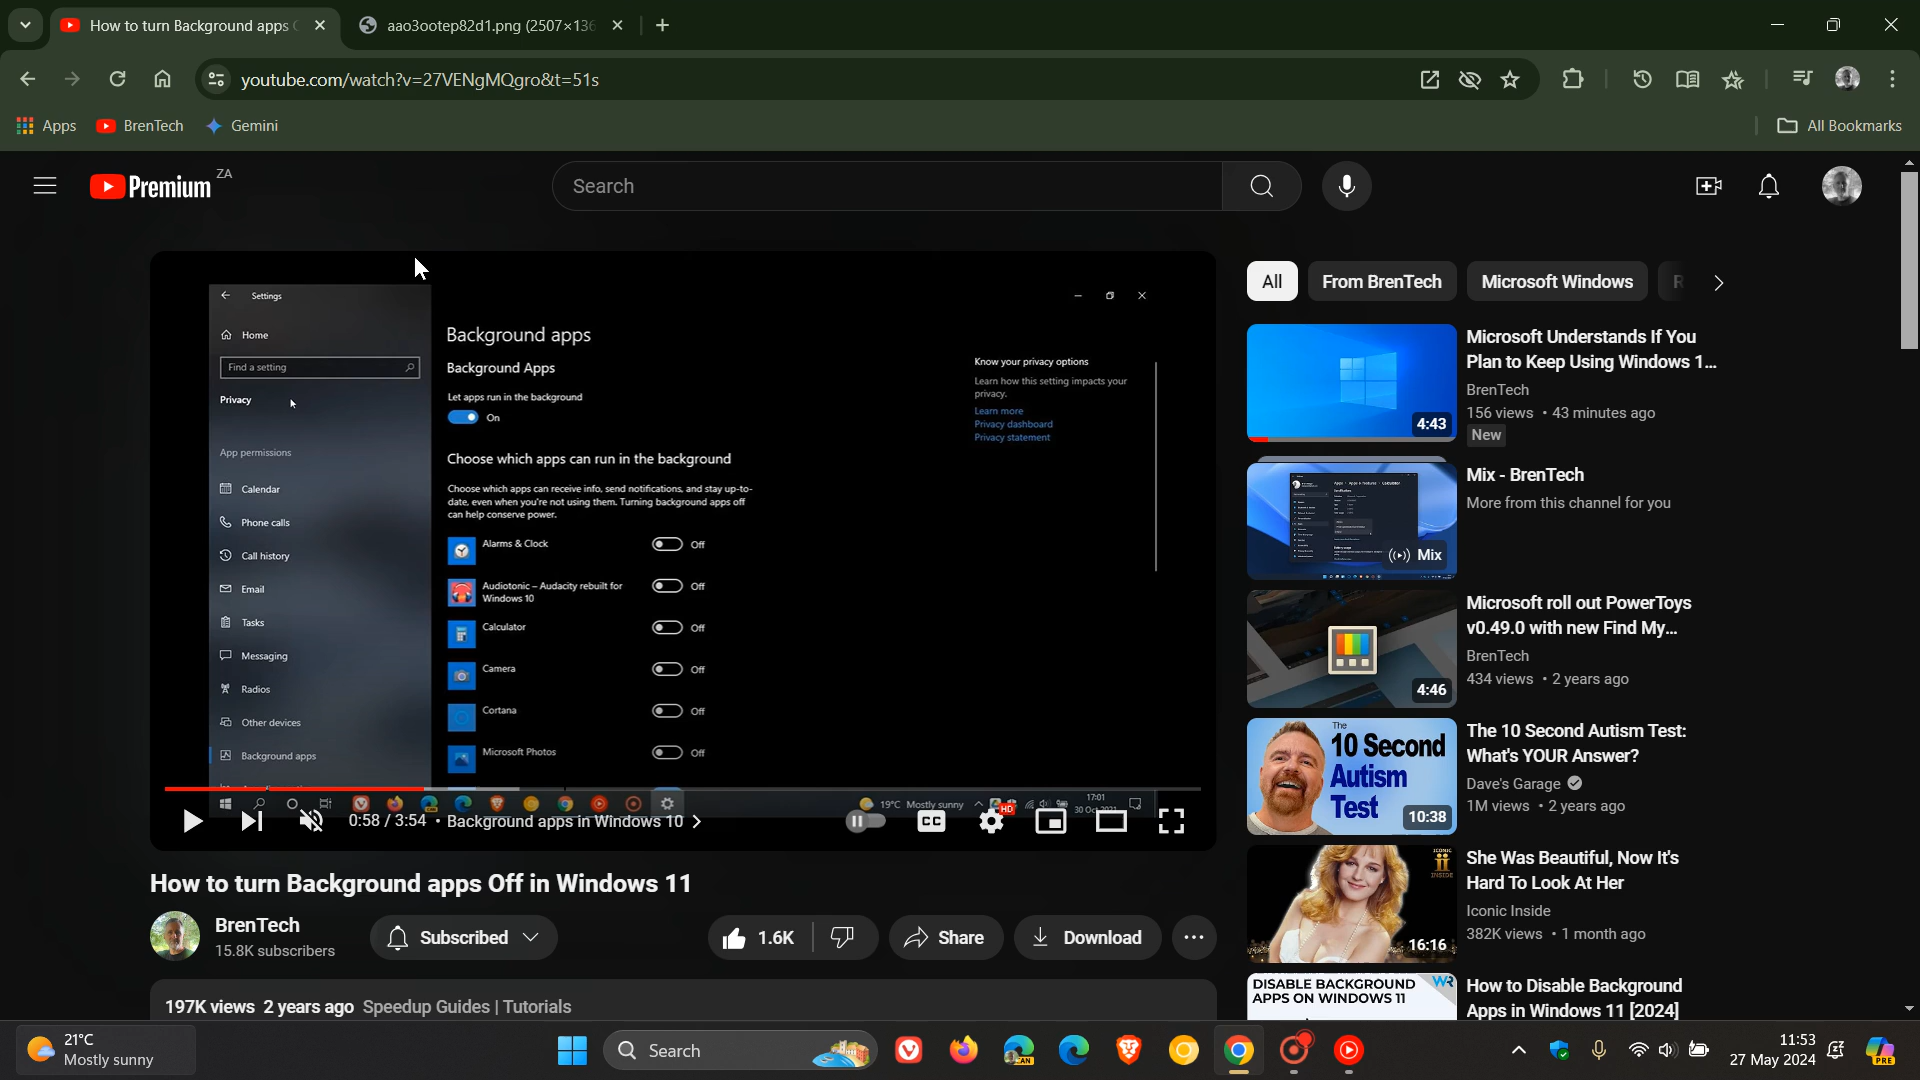 How to turn Background apps
aao3ootep82d1.png (2507×136
youtube.com/watch?v=27VENgMQgro&t=51s
Apps
BrenTech
Gemini
All Bookmarks
Premium
ZA
Search
Settings
Home
Find a setting
Privacy
App permissions
Calendar
Phone calls
Call history
Email
Tasks
Messaging
Radios
Other devices
Background apps
Background apps
Background Apps
Let apps run in the background
On
Choose which apps can run in the background
Choose which apps can receive info, send notifications, and stay up-to-
date, even when you're not using them. Turning background apps off
can help conserve power.
Alarms & Clock
Off
Audiotonic – Audacity rebuilt for
Windows 10
Off
Calculator
Off
Camera
Off
Cortana
Off
Microsoft Photos
Off
Know your privacy options
Learn how this setting impacts your
privacy.
Learn more
Privacy dashboard
Privacy statement
19°C Mostly sunny
17:01
0:58 / 3:54 • Background apps in Windows 10
CC
HD
How to turn Background apps Off in Windows 11
BrenTech
15.8K subscribers
Subscribed
1.6K
Share
Download
197K views 2 years ago Speedup Guides | Tutorials
All
From BrenTech
Microsoft Windows
R
4:43
Microsoft Understands If You
Plan to Keep Using Windows 1...
BrenTech
156 views • 43 minutes ago
New
Mix
Mix - BrenTech
More from this channel for you
4:46
Microsoft roll out PowerToys
v0.49.0 with new Find My...
BrenTech
434 views • 2 years ago
The
10 Second
Autism
Test
10:38
The 10 Second Autism Test:
What's YOUR Answer?
Dave's Garage
1M views • 2 years ago
ICONIC
INSIDE
16:16
She Was Beautiful, Now It's
Hard To Look At Her
Iconic Inside
382K views • 1 month ago
DISABLE BACKGROUND
APPS ON WINDOWS 11
WR
How to Disable Background
Apps in Windows 11 [2024]
21°C
Mostly sunny
Search
CAN
11:53
27 May 2024
PRE